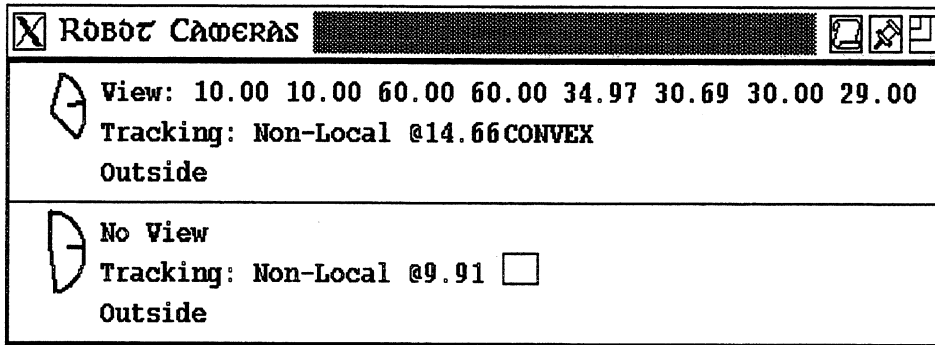 X Robot Cameras
View: 10.00 10.00 60.00 60.00 34.97 30.69 30.00 29.00
Tracking: Non-Local @14.66 CONVEX
Outside
No View
Tracking: Non-Local @9.91
Outside